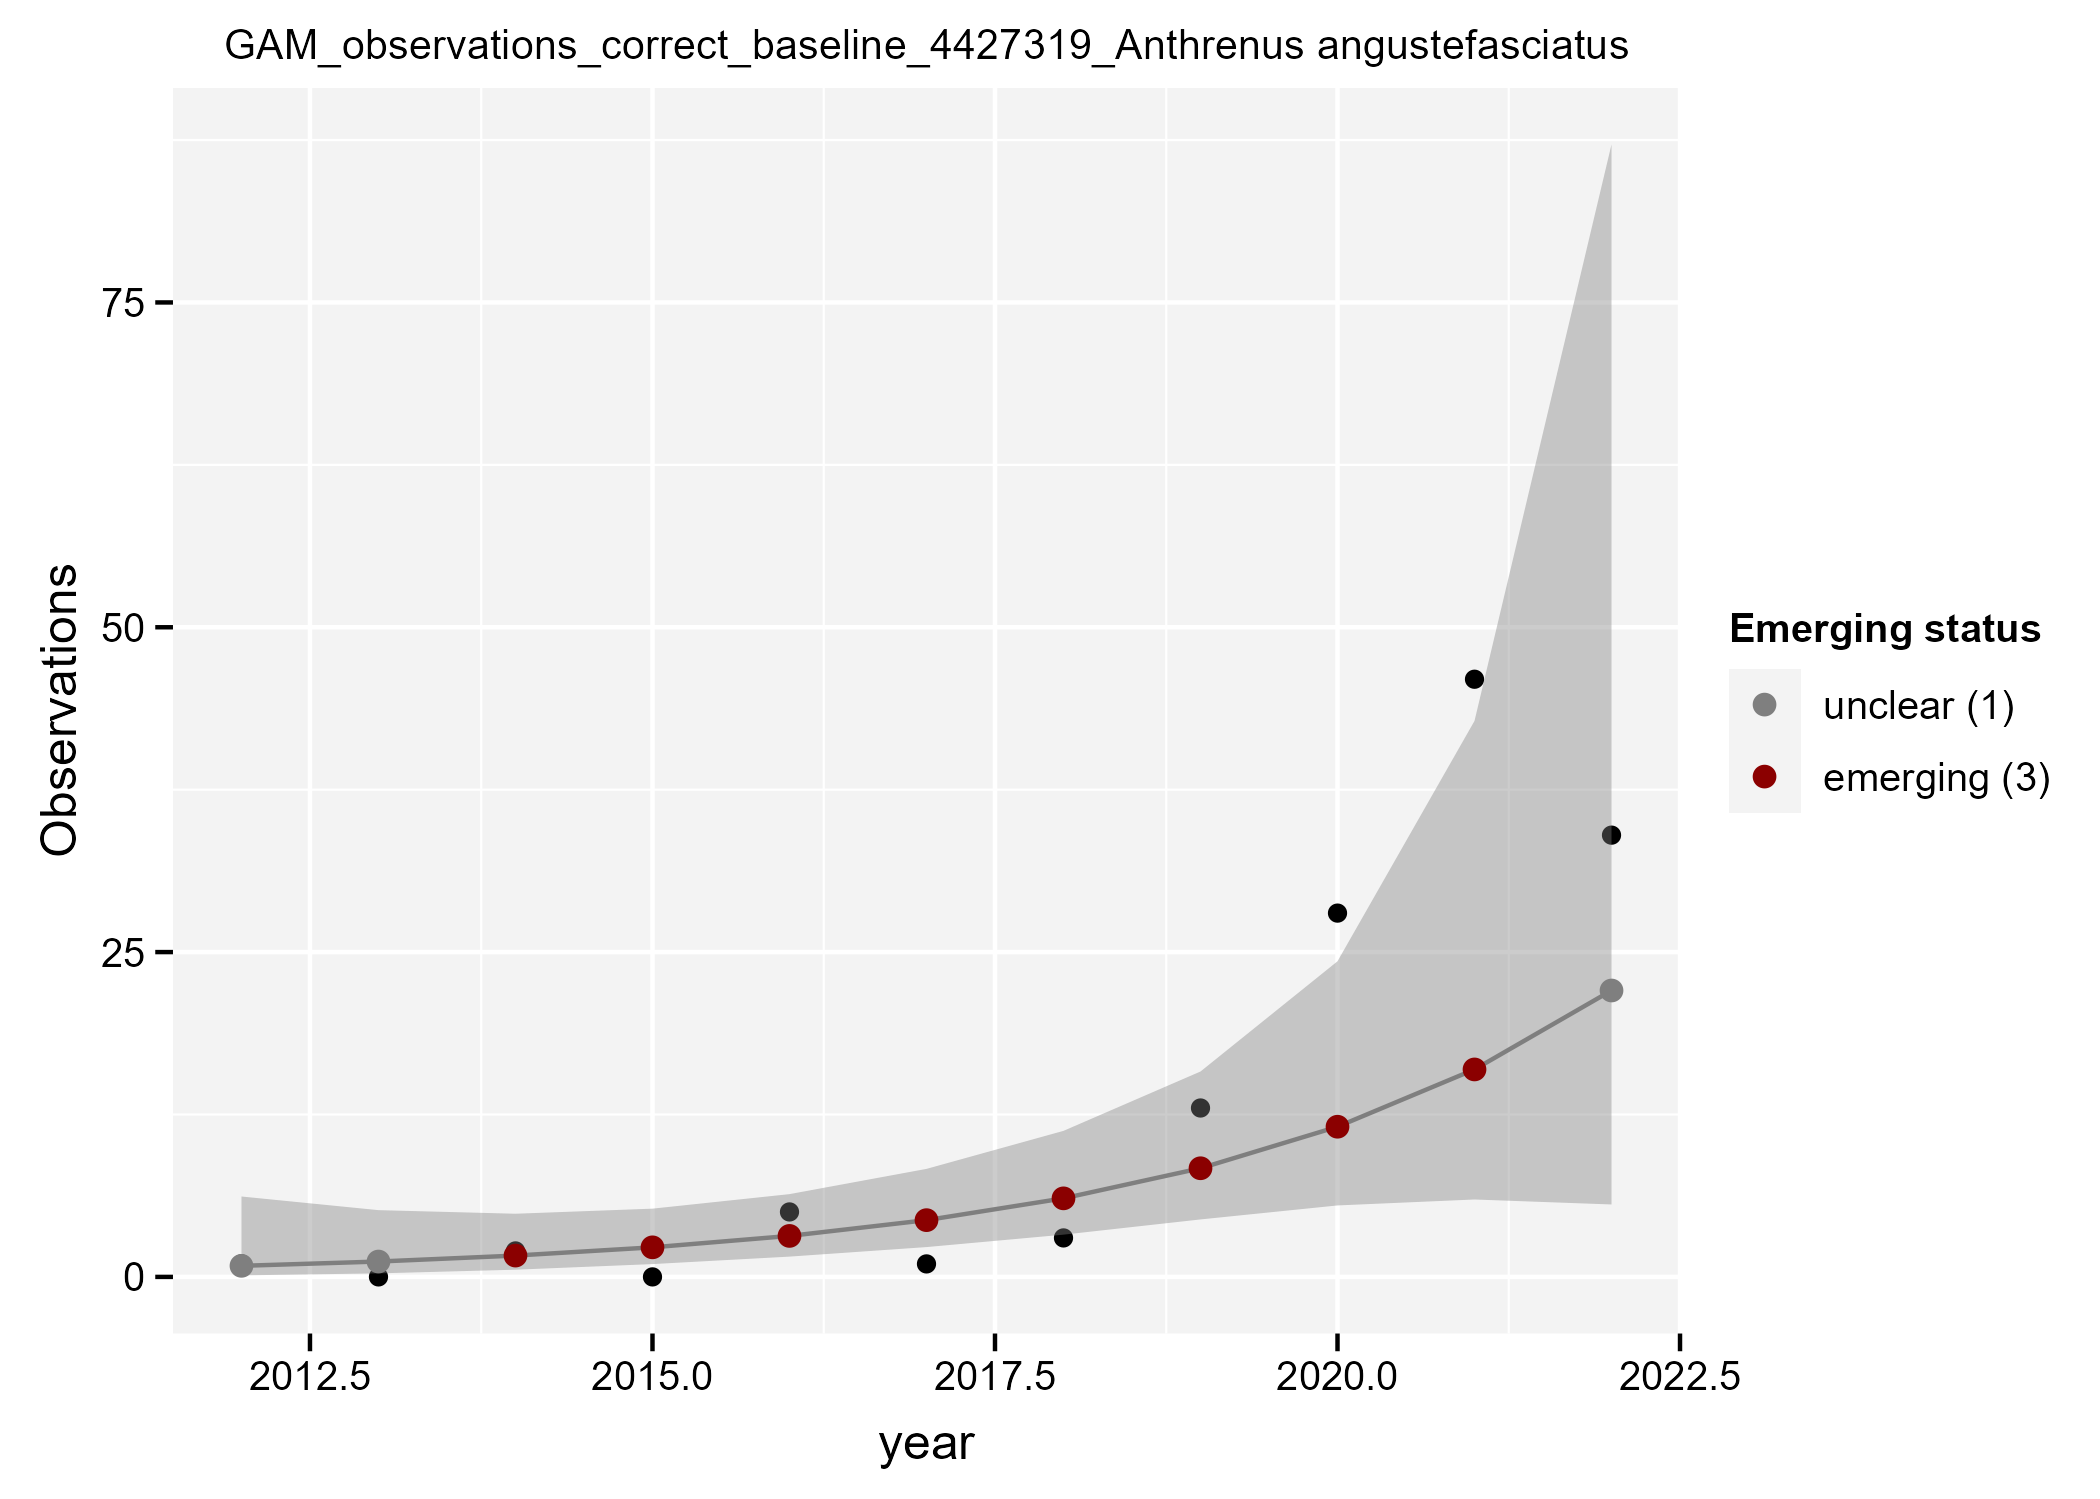 GAM_observations_correct_baseline_4427319_Anthrenus angustefasciatus
Observations
75
50
25
0
2012.5
2015.0
2017.5
2020.0
2022.5
year
Emerging status
unclear (1)
emerging (3)